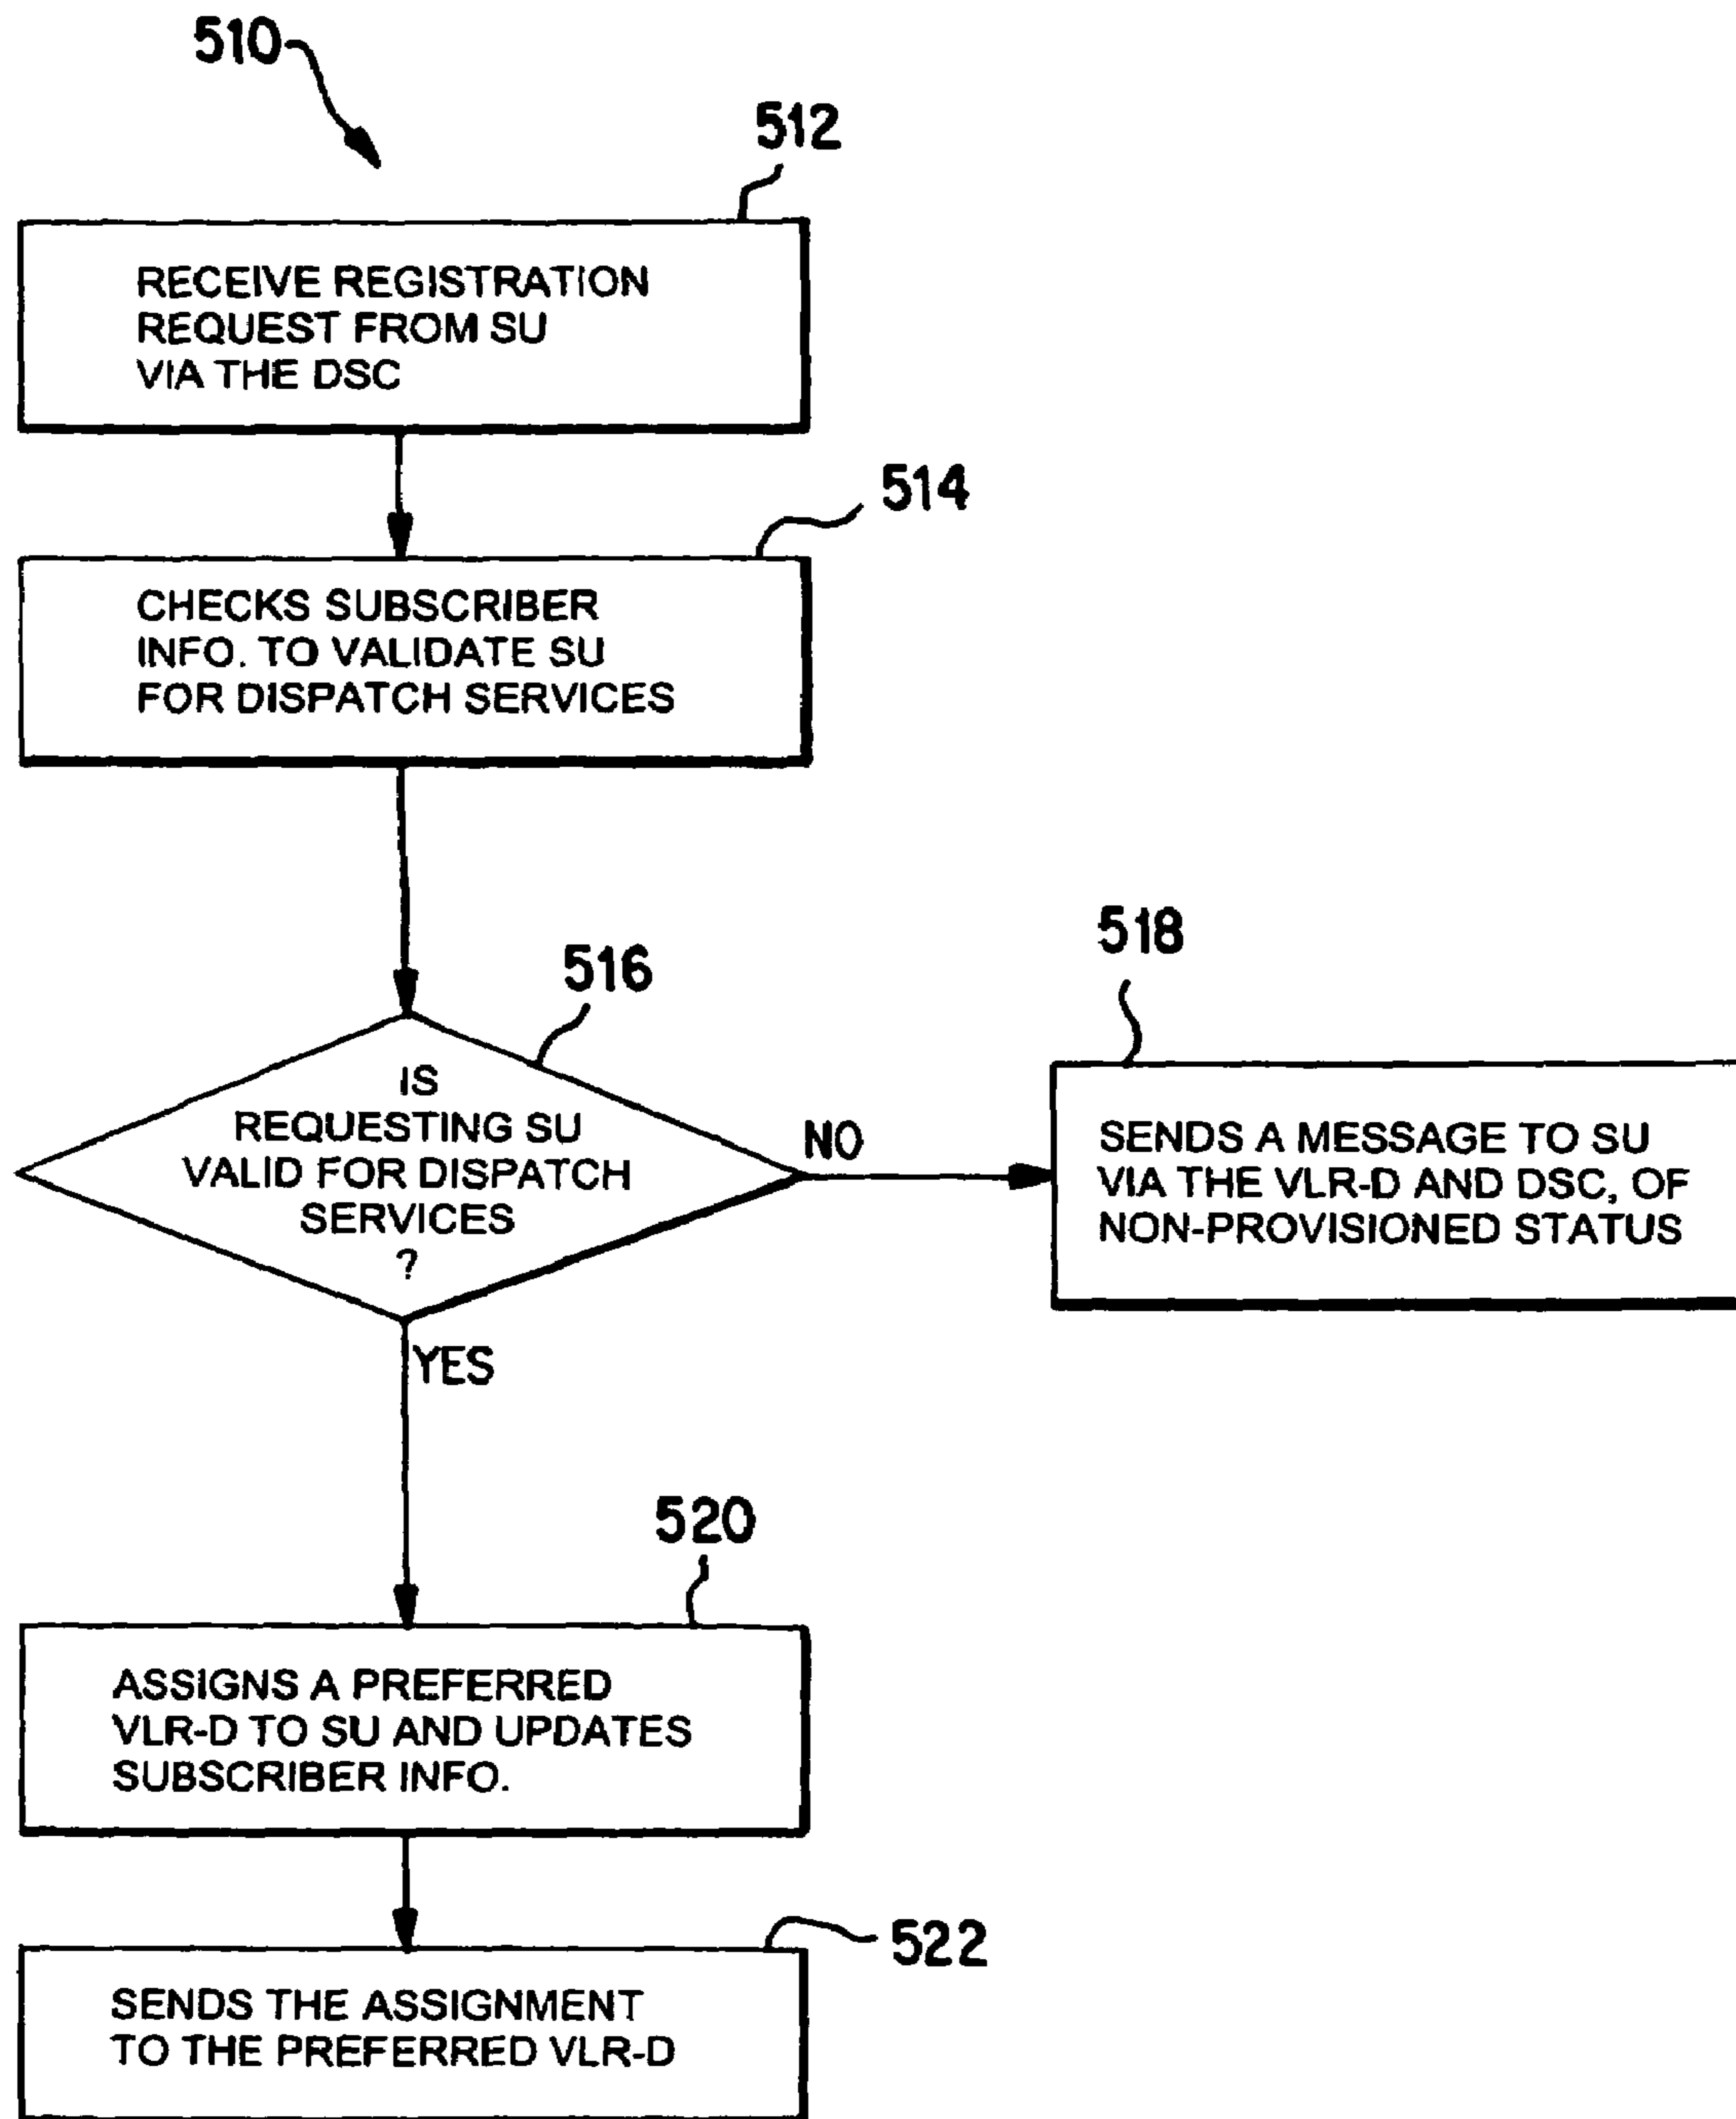 510
512
RECEIVE REGISTRATION
REQUEST FROM SU
VIA THE DSC
514
CHECKS SUBSCRIBER
INFO. TO VALIDATE SU
FOR DISPATCH SERVICES
516
IS
REQUESTING SU
VALID FOR DISPATCH
SERVICES
?
NO
518
SENDS A MESSAGE TO SU
VIA THE VLR-D AND DSC, OF
NON-PROVISIONED STATUS
YES
520
ASSIGNS A PREFERRED
VLR-D TO SU AND UPDATES
SUBSCRIBER INFO.
522
SENDS THE ASSIGNMENT
TO THE PREFERRED VLR-D